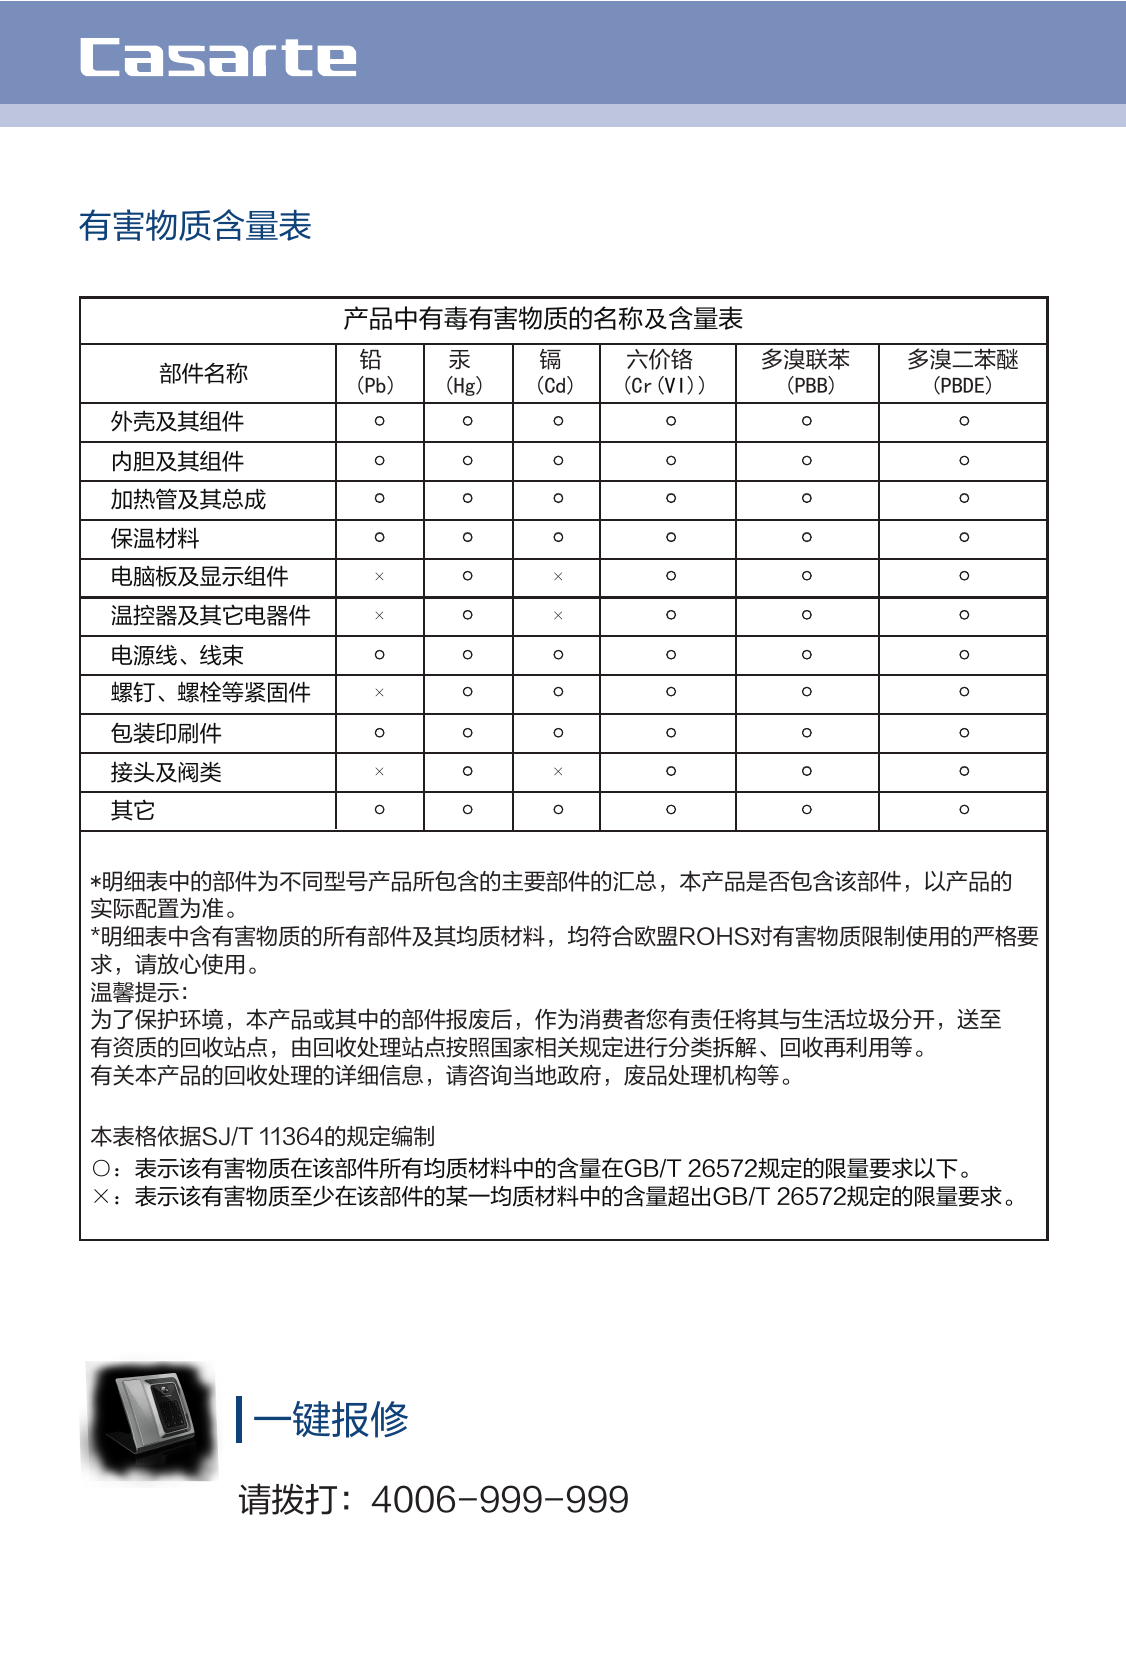 Casarte
有害物质含量表
产品中有毒有害物质的名称及含量表
部件名称 铅(Pb) 汞(Hg) 镉(Cd) 六价铬(Cr(VI)) 多溴联苯(PBB) 多溴二苯醚(PBDE)
外壳及其组件 ○ ○ ○ ○ ○ ○
内胆及其组件 ○ ○ ○ ○ ○ ○
加热管及其总成 ○ ○ ○ ○ ○ ○
保温材料 ○ ○ ○ ○ ○ ○
电脑板及显示组件 × ○ × ○ ○ ○
温控器及其它电器件 × ○ × ○ ○ ○
电源线、线束 ○ ○ ○ ○ ○ ○
螺钉、螺栓等紧固件 × ○ ○ ○ ○ ○
包装印刷件 ○ ○ ○ ○ ○ ○
接头及阀类 × ○ × ○ ○ ○
其它 ○ ○ ○ ○ ○ ○
*明细表中的部件为不同型号产品所包含的主要部件的汇总，本产品是否包含该部件，以产品的
实际配置为准。
*明细表中含有害物质的所有部件及其均质材料，均符合欧盟ROHS对有害物质限制使用的严格要
求，请放心使用。
温馨提示：
为了保护环境，本产品或其中的部件报废后，作为消费者您有责任将其与生活垃圾分开，送至
有资质的回收站点，由回收处理站点按照国家相关规定进行分类拆解、回收再利用等。
有关本产品的回收处理的详细信息，请咨询当地政府，废品处理机构等。
本表格依据SJ/T 11364的规定编制
○：表示该有害物质在该部件所有均质材料中的含量在GB/T 26572规定的限量要求以下。
×：表示该有害物质至少在该部件的某一均质材料中的含量超出GB/T 26572规定的限量要求。
一键报修
请拨打：4006-999-999